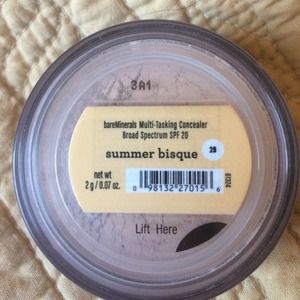 3A1
bareMinerals Multi-Tasking Concealer
Broad Spectrum SPF 20
summer bisque
2B
net wt
2 g / 0.07 oz.
0 98132 27015 6
81324
Lift Here